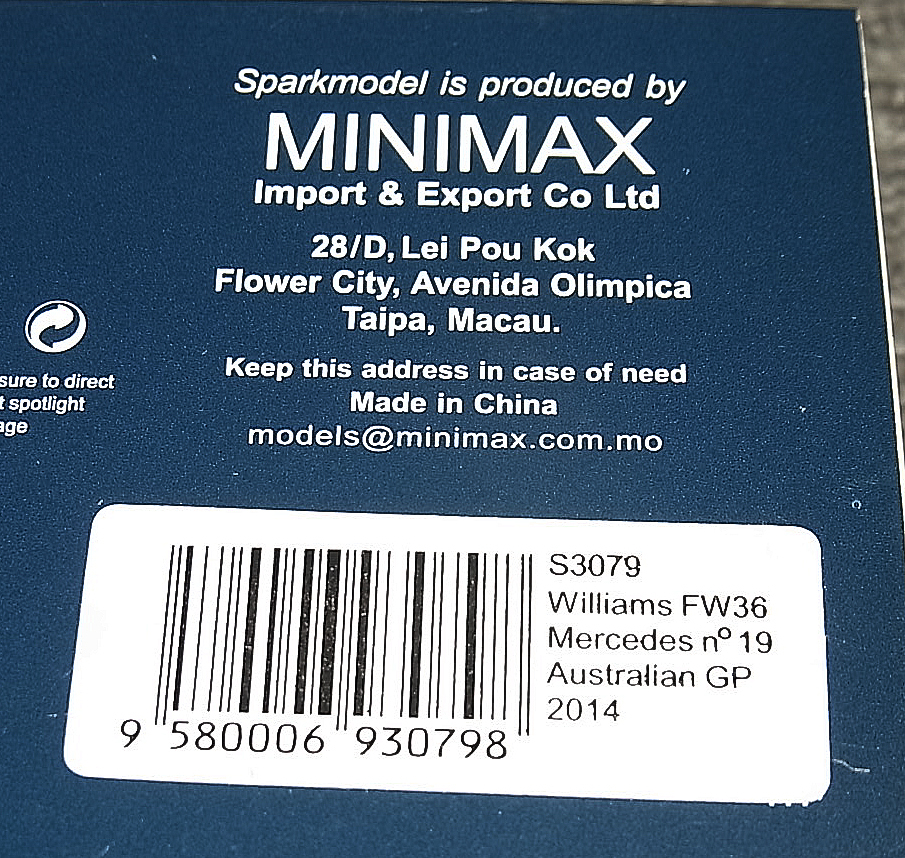 Sparkmodel is produced by
MINIMAX
Import & Export Co Ltd
28/D, Lei Pou Kok
Flower City, Avenida Olimpica
Taipa, Macau.
sure to direct
t spotlight
age
Keep this address in case of need
Made in China
models@minimax.com.mo
S3079
Williams FW36
Mercedes nº 19
Australian GP
2014
9 580006 930798